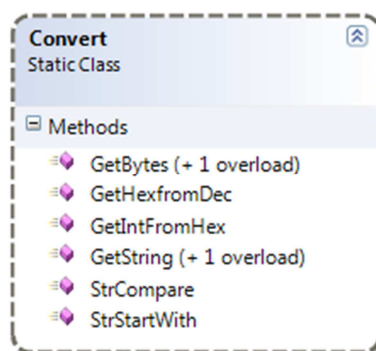 Convert
Static Class
Methods
GetBytes (+ 1 overload)
GetHexfromDec
GetIntFromHex
GetString (+ 1 overload)
StrCompare
StrStartWith